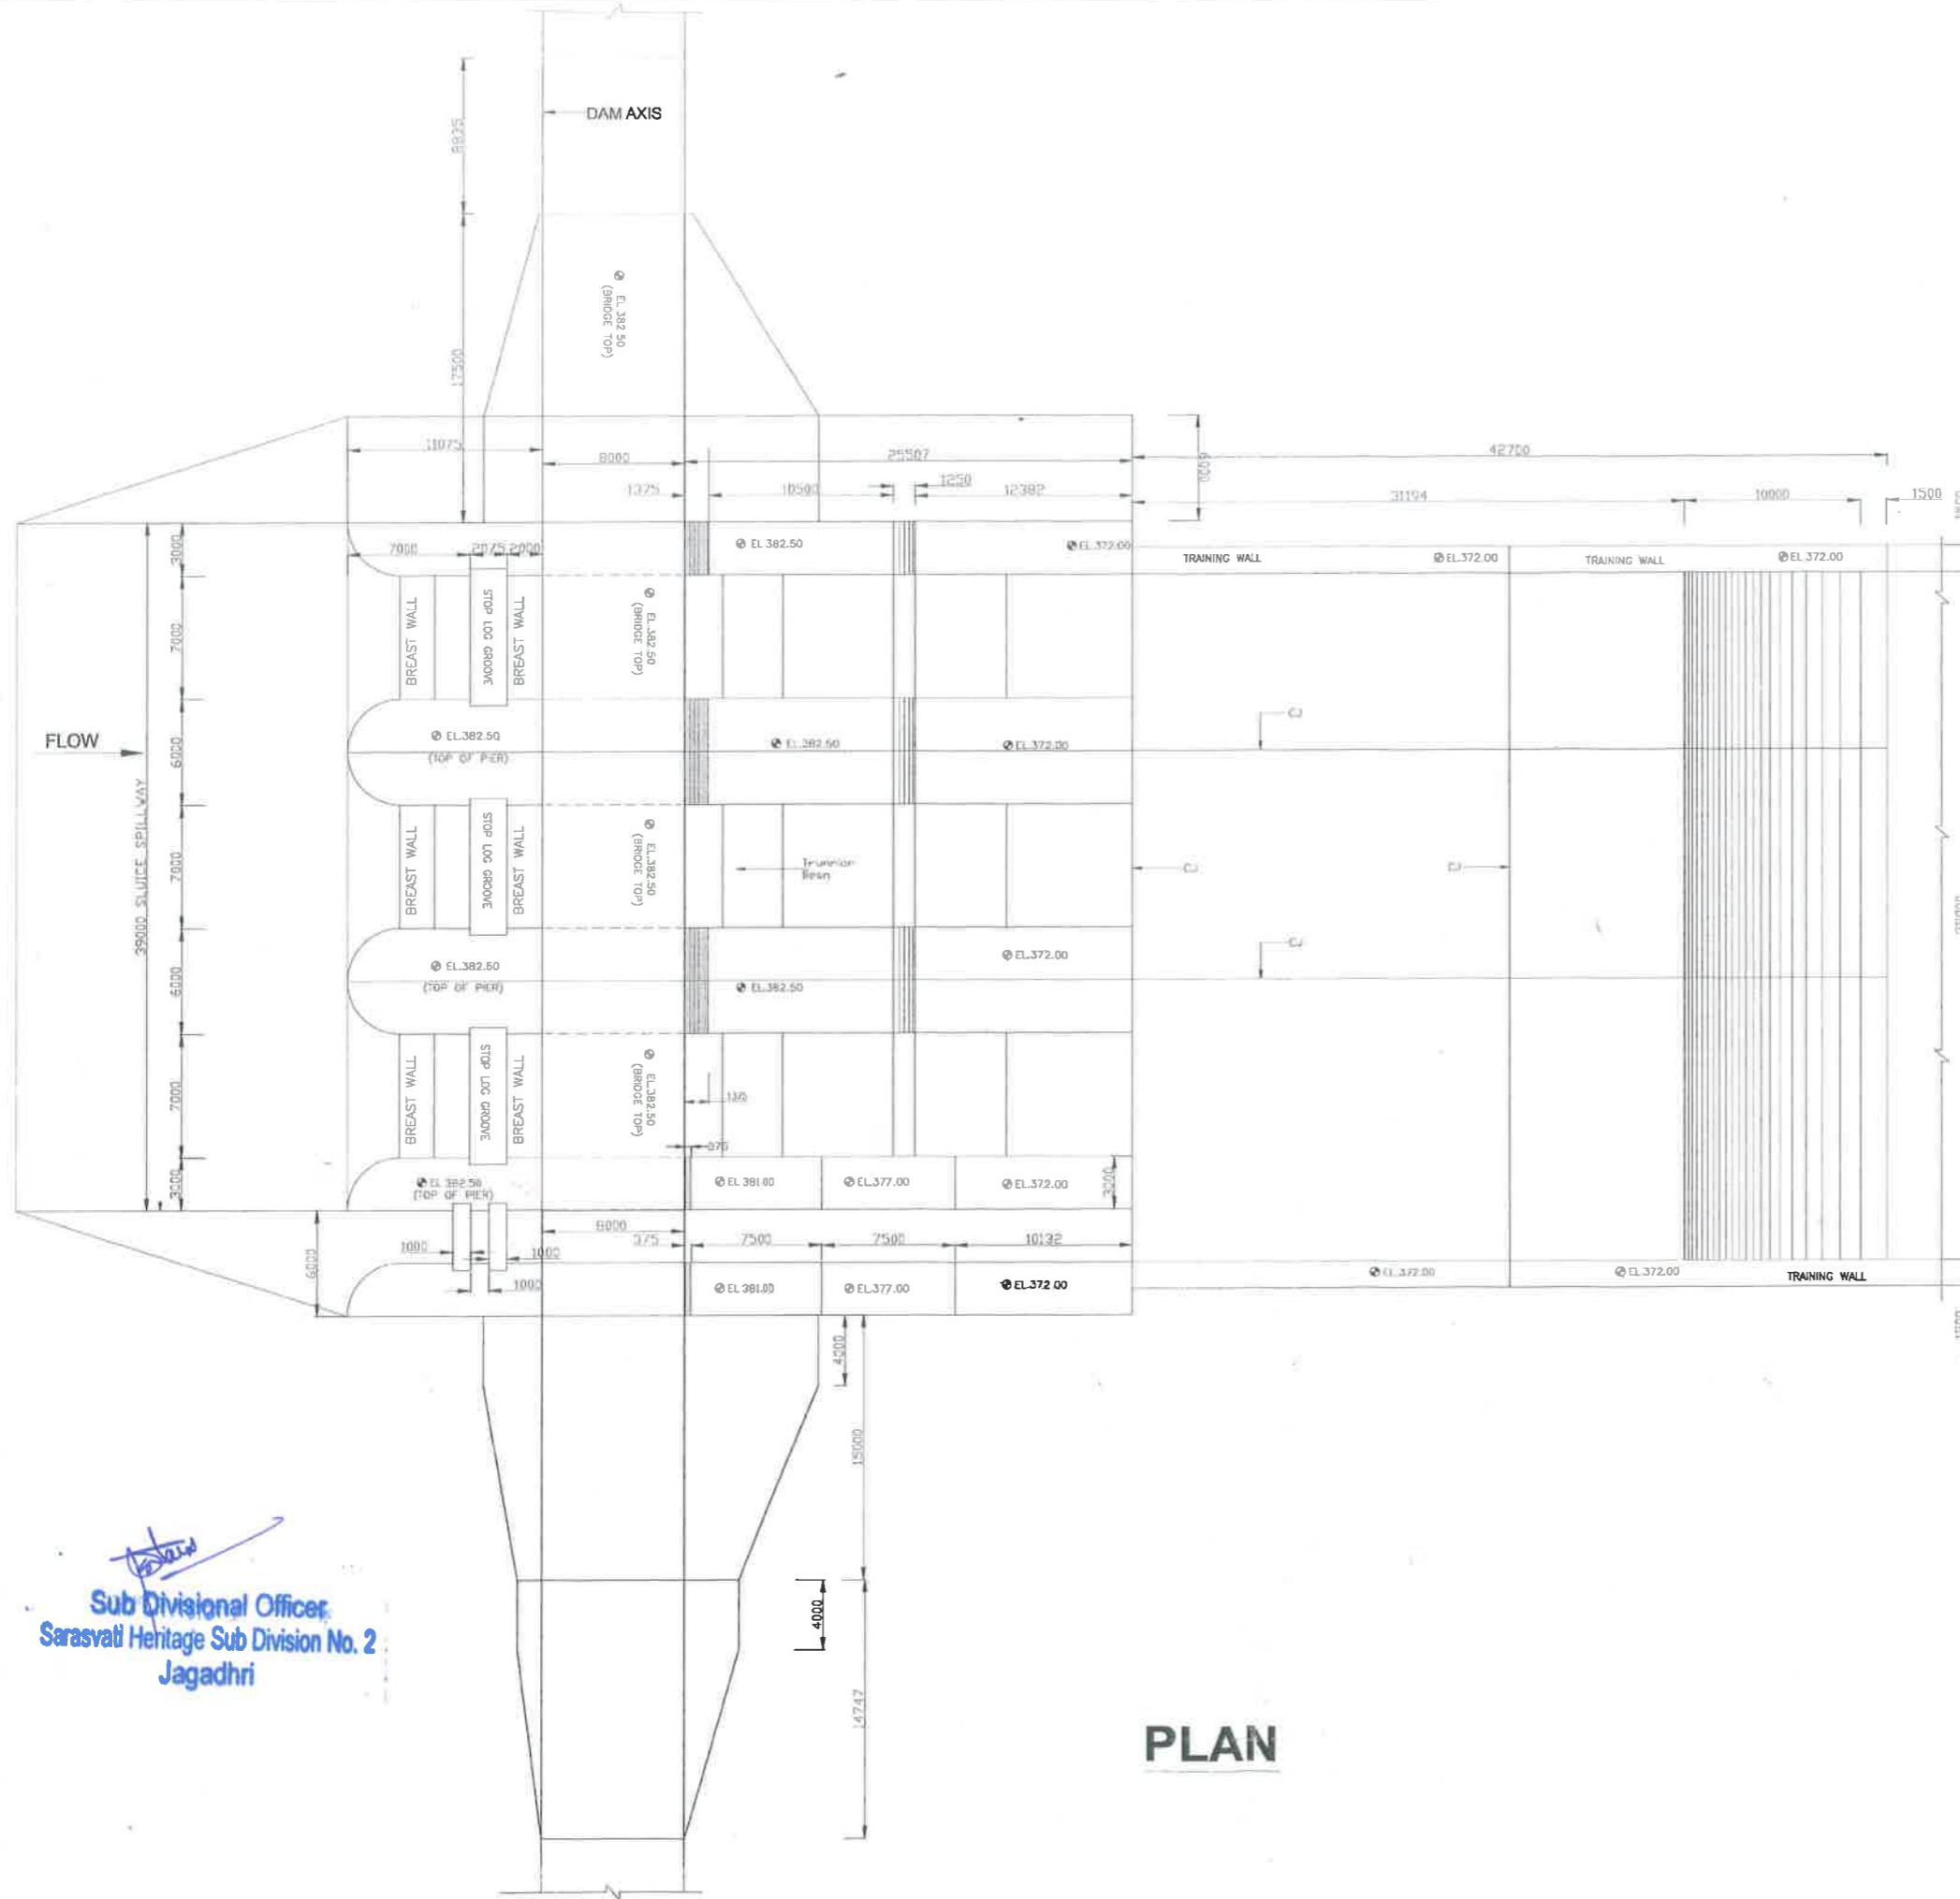 DAM AXIS
8835
17500
EL 382 50
(BRIDGE TOP)
11075
8000
25507
6000
42700
1375
10500
1250
12382
31194
10000
1500
3000
7000
2075
2000
EL 382.50
EL.372.00
TRAINING WALL
EL.372.00
TRAINING WALL
EL.372.00
7000
BREAST WALL
STOP LOG GROOVE
BREAST WALL
EL.382.50
(BRIDGE TOP)
FLOW
39000 SLUICE SPILLWAY
6000
EL.382.50
(TOP OF PIER)
EL.382.50
EL.372.00
CJ
7000
BREAST WALL
STOP LOG GROOVE
BREAST WALL
EL.382.50
(BRIDGE TOP)
Trunnion
Beam
CJ
CJ
6000
EL.382.50
(TOP OF PIER)
EL.382.50
EL.372.00
CJ
7000
BREAST WALL
STOP LOG GROOVE
BREAST WALL
EL.382.50
(BRIDGE TOP)
1375
375
3000
EL 382.50
(TOP OF PIER)
EL 381.00
EL.377.00
EL.372.00
3000
6000
8000
375
7500
7500
10132
1000
1000
1000
EL 381.00
EL.377.00
EL.372 00
EL.372.00
EL.372.00
TRAINING WALL
4000
15000
4000
14747
Sub Divisional Officer
Sarasvati Heritage Sub Division No. 2
Jagadhri
PLAN